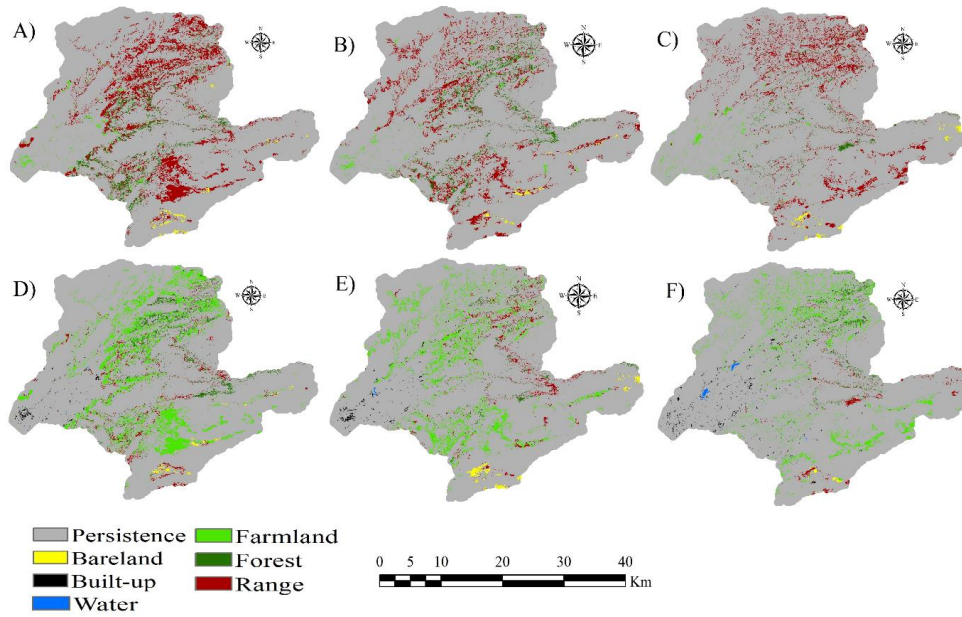 A)
B)
C)
N
W E
S
N
W E
S
N
S
D)
E)
F)
N
S
N
W
S
N
W E
S
Persistence
Farmland
Bareland
Forest
Built-up
Range
Water
0 5 10 20 30 40
Km